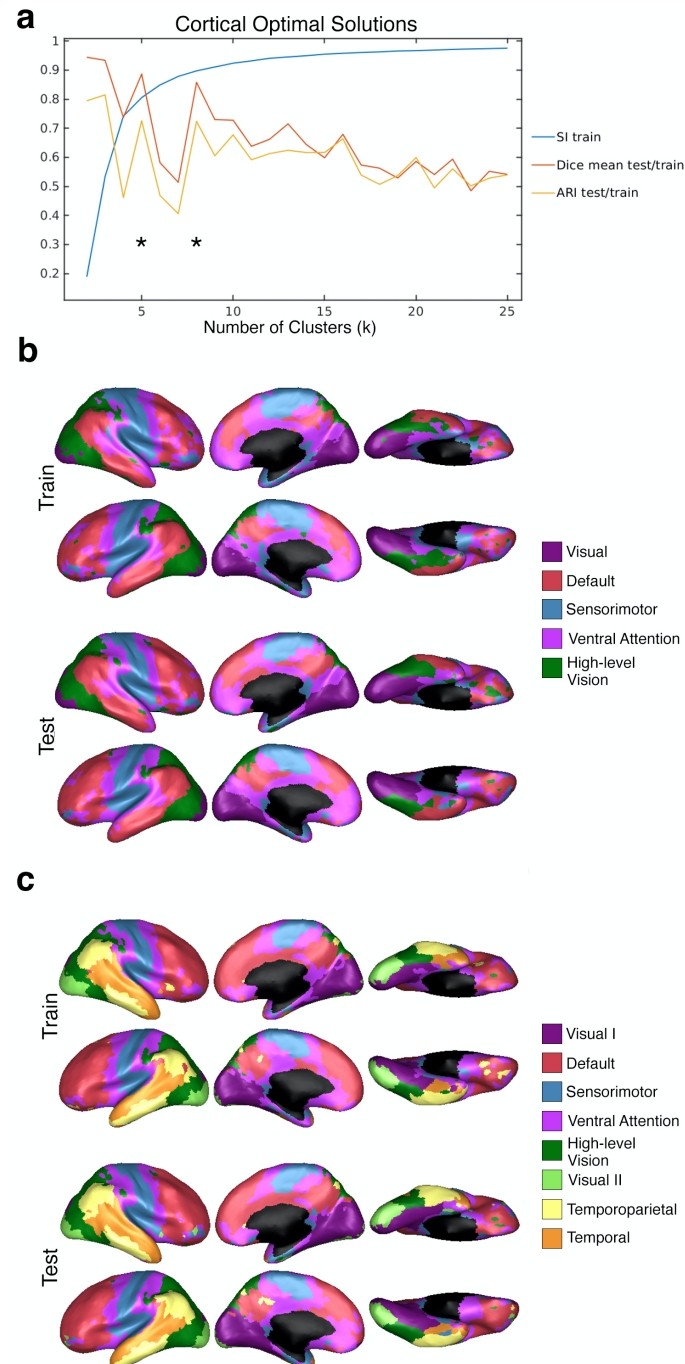 a
Cortical Optimal Solutions
1
0.9
0.8
0.7
0.6
0.5
0.4
0.3
0.2
* *
5 10 15 20 25
Number of Clusters (k)
SI train
Dice mean test/train
ARI test/train
b
Train
Test
Visual
Default
Sensorimotor
Ventral Attention
High-level
Vision
c
Train
Test
Visual I
Default
Sensorimotor
Ventral Attention
High-level
Vision
Visual II
Temporoparietal
Temporal